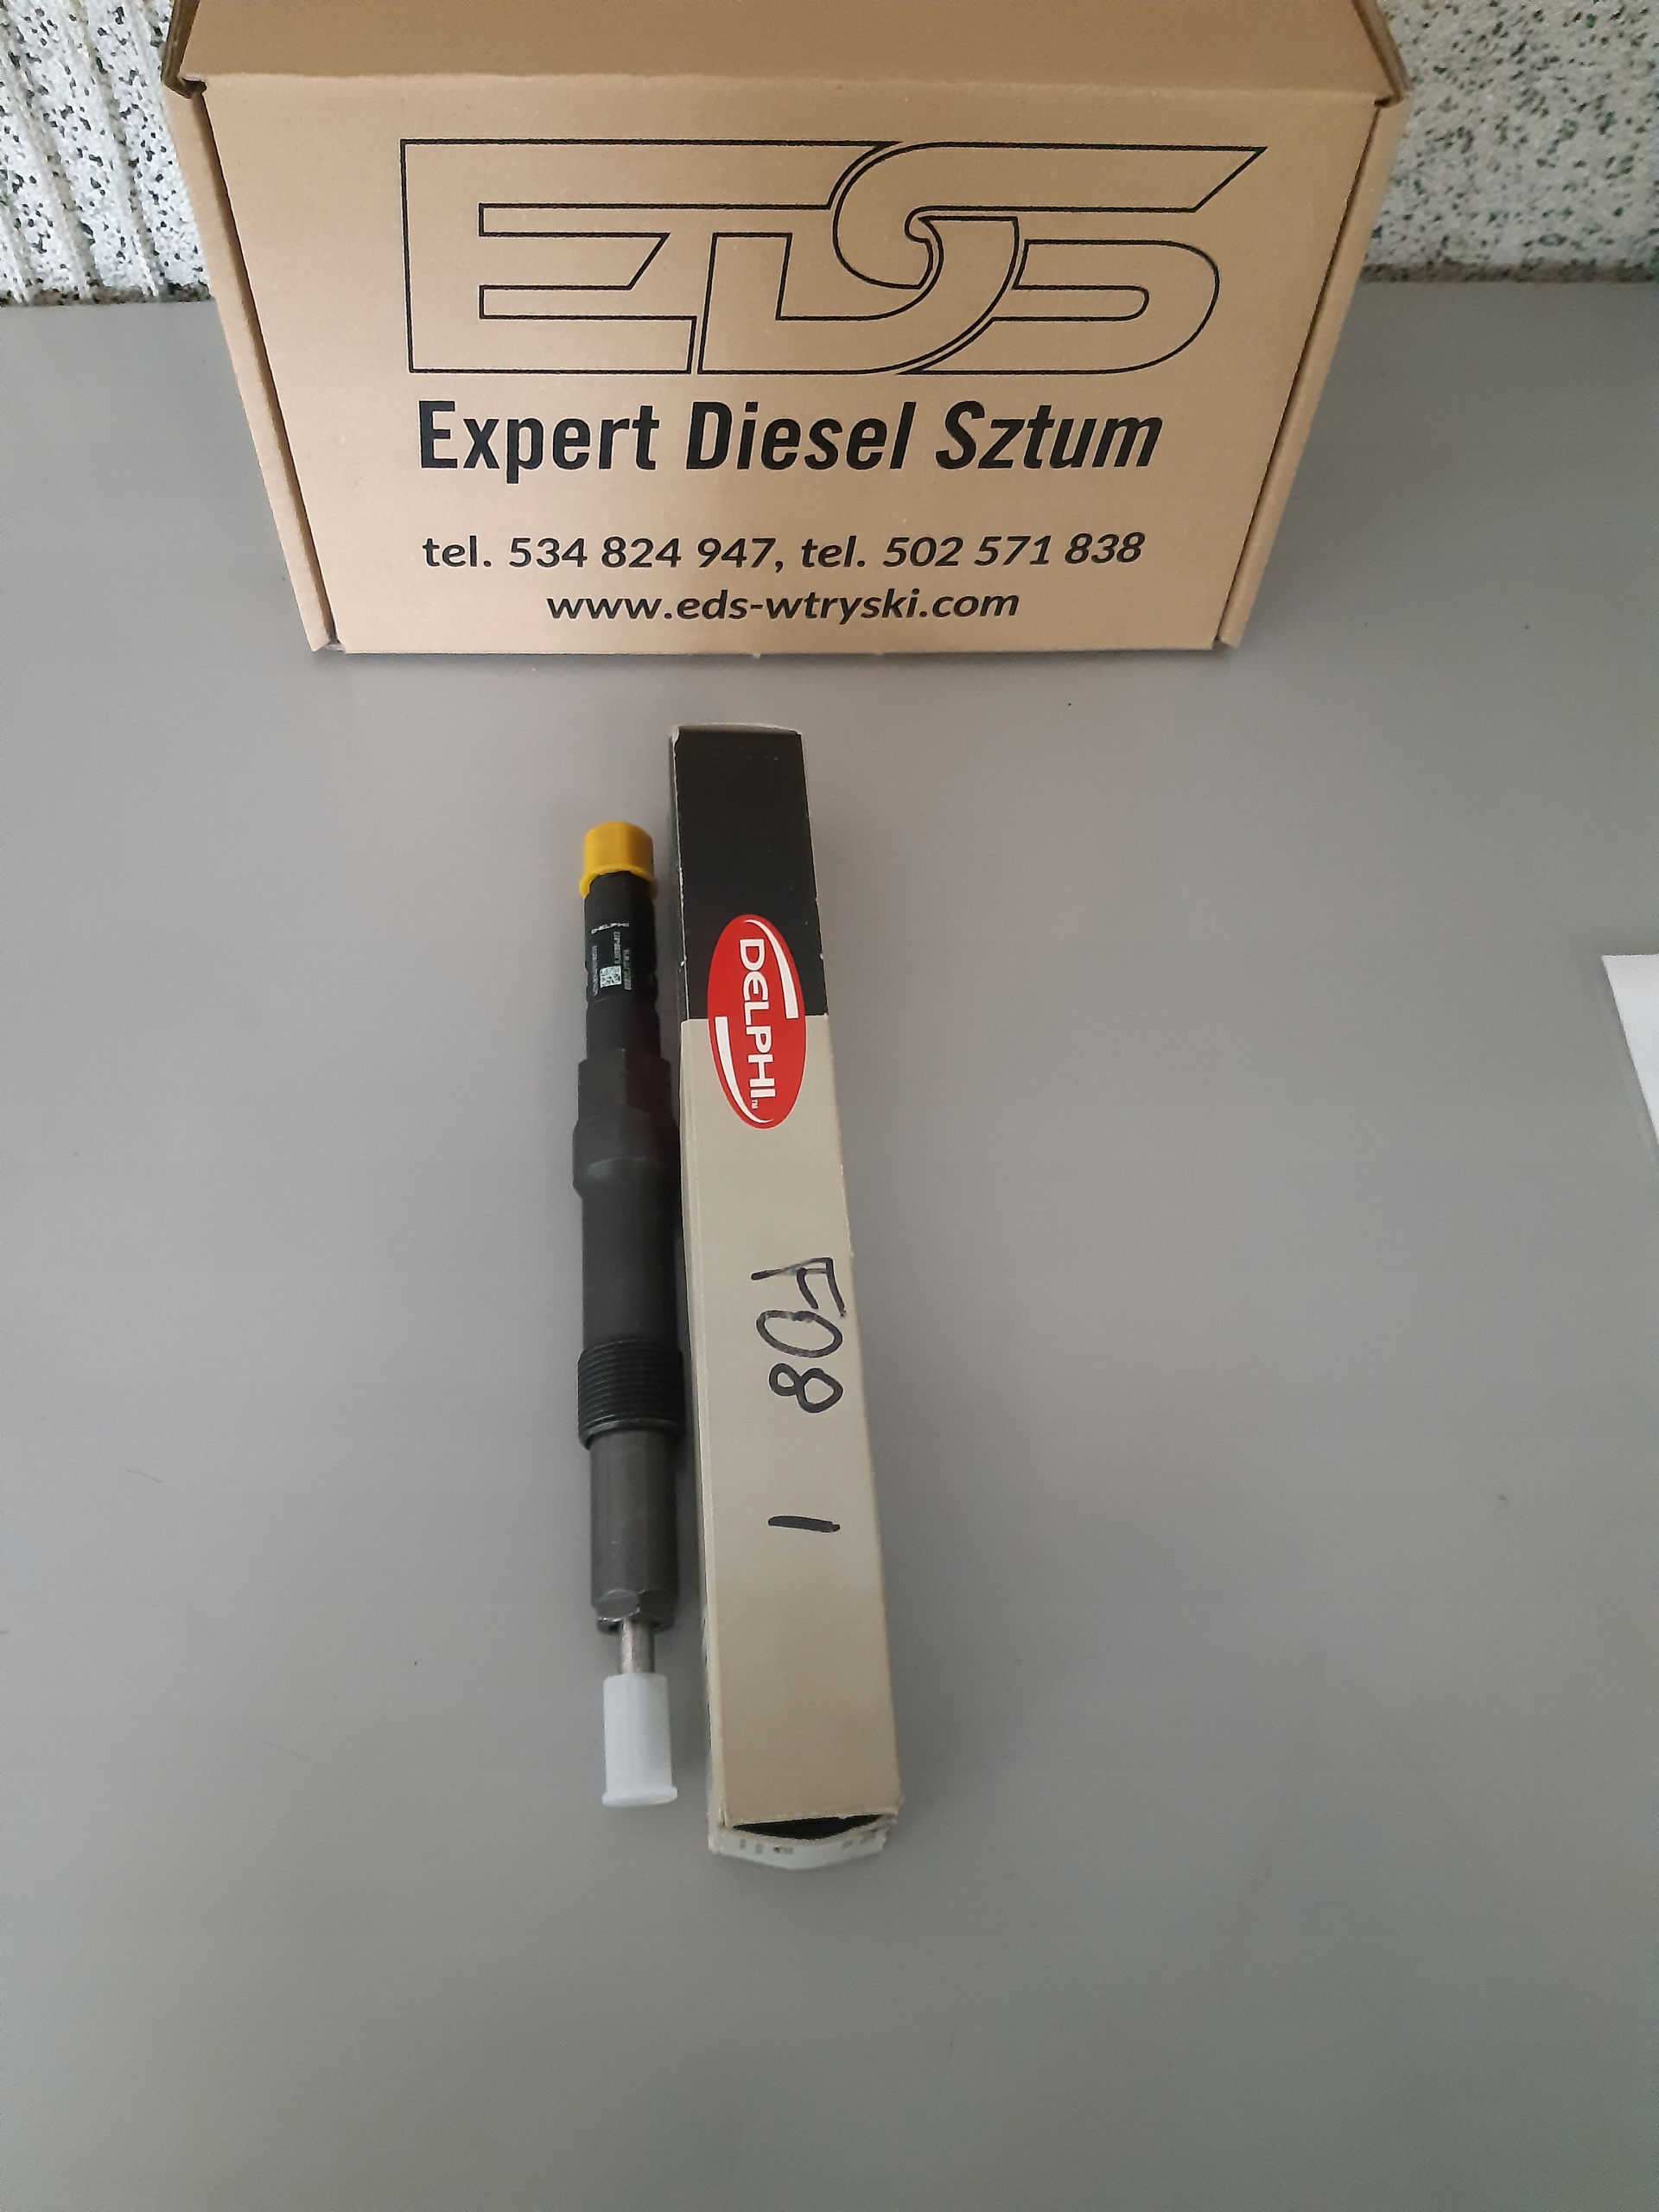 EDS
Expert Diesel Sztum
tel. 534 824 947, tel. 502 571 838
www.eds-wtryski.com
DELPHI
DELPHI™
F08 1